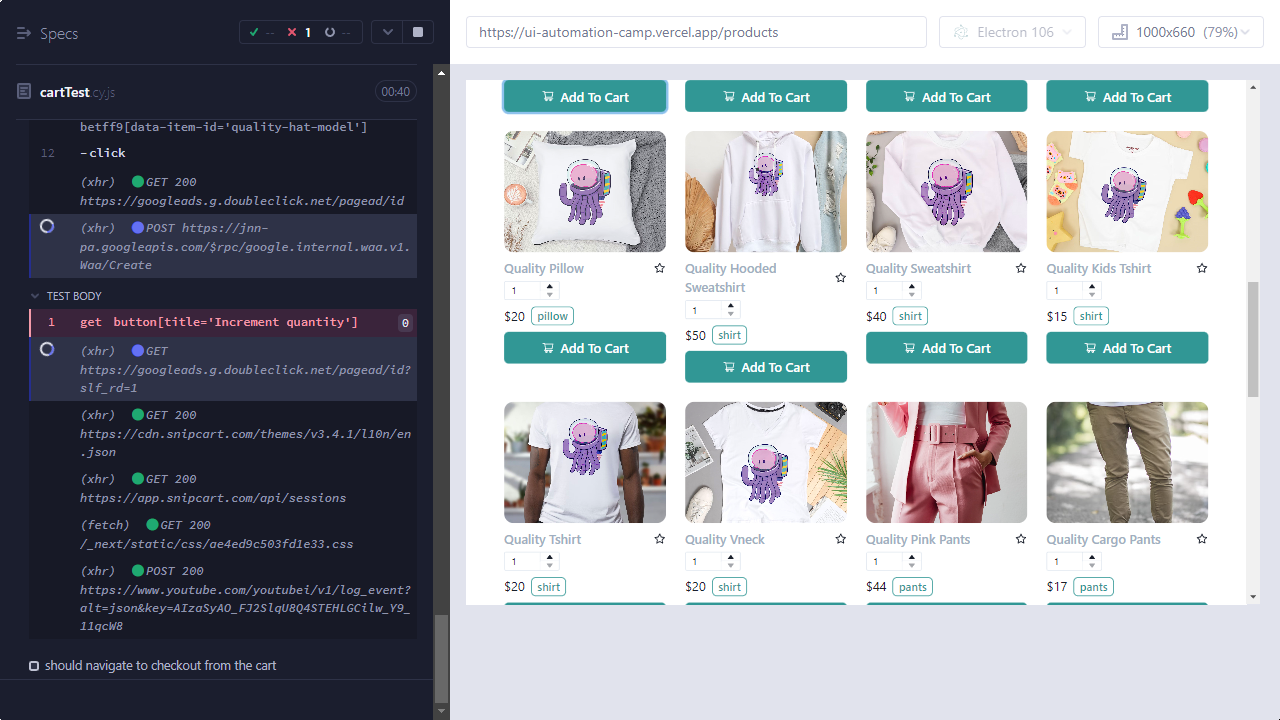 Specs
-- 1 --
cartTest.cy.js
00:40
betff9[data-item-id='quality-hat-model']
12 -click
(xhr) GET 200
https://googleads.g.doubleclick.net/pagead/id
(xhr) POST https://jnn-
pa.googleapis.com/$rpc/google.internal.waa.v1.
Waa/Create
TEST BODY
1 get button[title='Increment quantity'] 0
(xhr) GET
https://googleads.g.doubleclick.net/pagead/id?
slf_rd=1
(xhr) GET 200
https://cdn.snipcart.com/themes/v3.4.1/l10n/en
.json
(xhr) GET 200
https://app.snipcart.com/api/sessions
(fetch) GET 200
/_next/static/css/ae4ed9c503fd1e33.css
(xhr) POST 200
https://www.youtube.com/youtubei/v1/log_event?
alt=json&key=AIzaSyAO_FJ2SlqU8Q4STEHLGCilw_Y9_
11qcW8
should navigate to checkout from the cart
https://ui-automation-camp.vercel.app/products
Electron 106
1000x660 (79%)
Add To Cart Add To Cart Add To Cart Add To Cart
Quality Pillow
1
$20 pillow
Add To Cart
Quality Hooded
Sweatshirt
1
$50 shirt
Add To Cart
Quality Sweatshirt
1
$40 shirt
Add To Cart
Quality Kids Tshirt
1
$15 shirt
Add To Cart
Quality Tshirt
1
$20 shirt
Quality Vneck
1
$20 shirt
Quality Pink Pants
1
$44 pants
Quality Cargo Pants
1
$17 pants